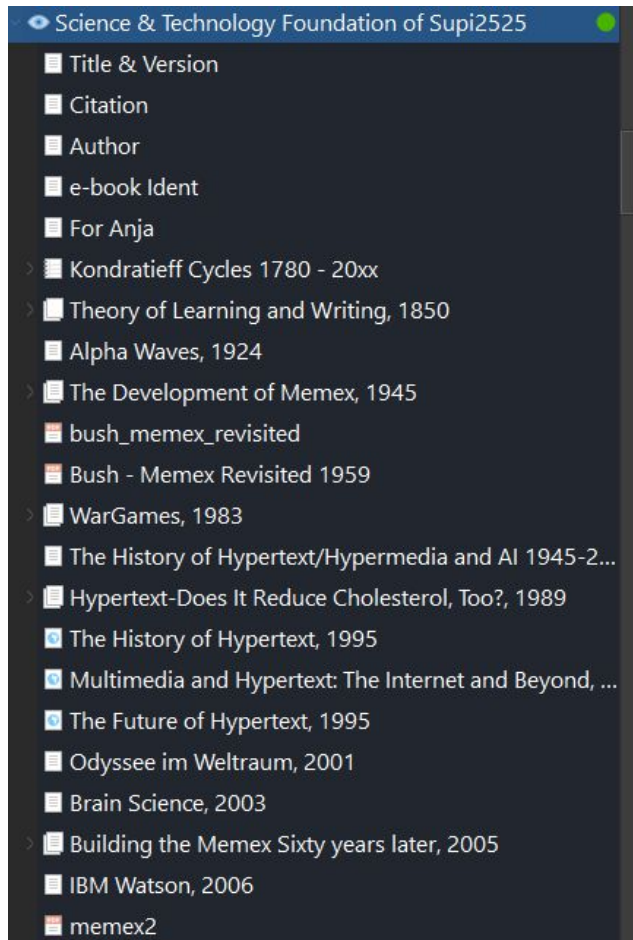 Science & Technology Foundation of Supi2525
Title & Version
Citation
Author
e-book Ident
For Anja
Kondratieff Cycles 1780 - 20xx
Theory of Learning and Writing, 1850
Alpha Waves, 1924
The Development of Memex, 1945
bush_memex_revisited
Bush - Memex Revisited 1959
WarGames, 1983
The History of Hypertext/Hypermedia and AI 1945-2...
Hypertext-Does It Reduce Cholesterol, Too?, 1989
The History of Hypertext, 1995
Multimedia and Hypertext: The Internet and Beyond, ...
The Future of Hypertext, 1995
Odyssee im Weltraum, 2001
Brain Science, 2003
Building the Memex Sixty years later, 2005
IBM Watson, 2006
memex2